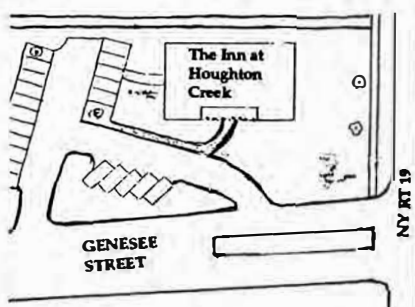 The Inn at
Houghton
Creek
GENESEE
STREET
NY RT 19